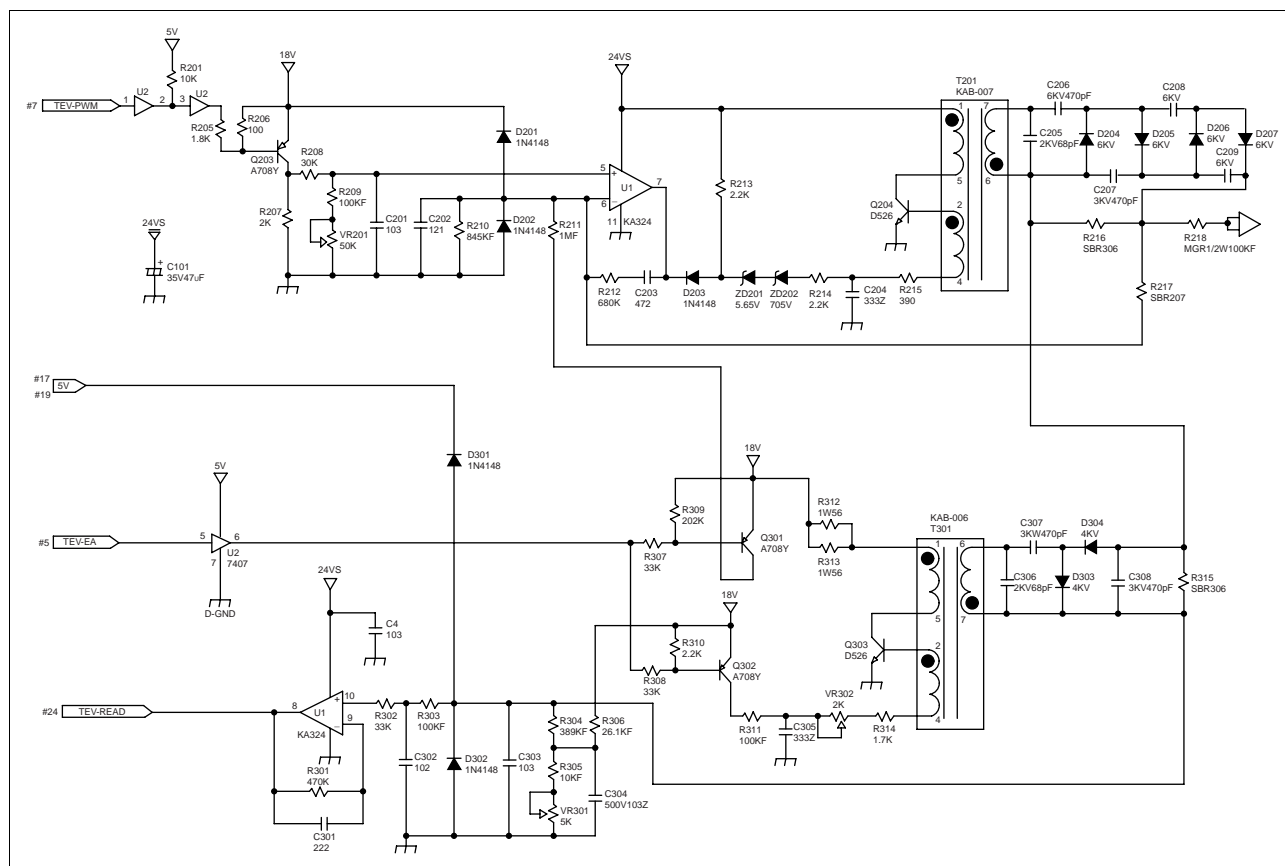 5V
R201
10K
18V
#7
TEV-PWM
1
U2
2
3
U2
R205
1.8K
R206
100
Q203
A708Y
R208
30K
R207
2K
R209
100KF
VR201
50K
C201
103
C202
121
R210
845KF
D201
1N4148
D202
1N4148
R211
1MF
24VS
5
+
7
U1
6
−
11
KA324
R212
680K
C203
472
D203
1N4148
R213
2.2K
ZD201
5.65V
ZD202
705V
R214
2.2K
C204
333Z
R215
390
Q204
D526
T201
KAB-007
1
7
5
6
2
4
C205
2KV68pF
C206
6KV470pF
C208
6KV
D204
6KV
D205
6KV
D206
6KV
D207
6KV
C209
6KV
C207
3KV470pF
R216
SBR306
R218
MGR1/2W100KF
R217
SBR207
24VS
+
C101
35V47uF
#17
5V
#19
D301
1N4148
5V
#5
TEV-EA
5
6
U2
7
7407
D-GND
24VS
C4
103
#24
TEV-READ
8
U1
+
10
−
9
KA324
R301
470K
C301
222
R302
33K
R303
100KF
C302
102
D302
1N4148
C303
103
R304
389KF
R306
26.1KF
R305
10KF
VR301
5K
C304
500V103Z
18V
R309
202K
R307
33K
Q301
A708Y
18V
R310
2.2K
R308
33K
Q302
A708Y
R312
1W56
R313
1W56
R311
100KF
C305
333Z
VR302
2K
R314
1.7K
Q303
D526
KAB-006
T301
1
6
5
7
2
4
C306
2KV68pF
C307
3KW470pF
D304
4KV
D303
4KV
C308
3KV470pF
R315
SBR306